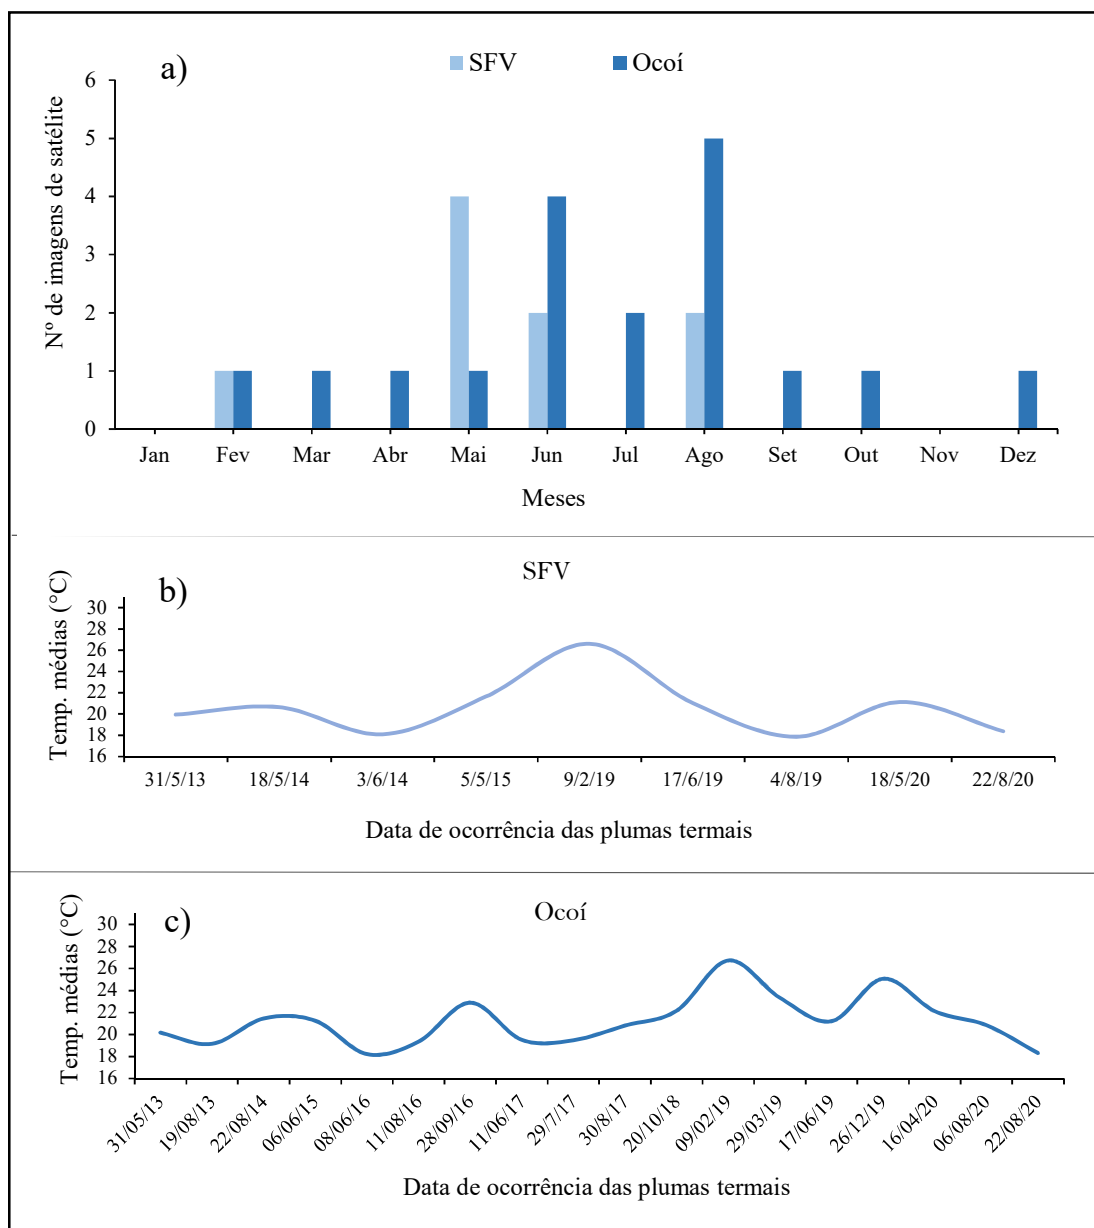 a)
SFV Ocoí
Nº de imagens de satélite
6
5
4
3
2
1
0
Jan Fev Mar Abr Mai Jun Jul Ago Set Out Nov Dez
Meses
b)
SFV
Temp. médias (°C)
30
28
26
24
22
20
18
16
31/5/13 18/5/14 3/6/14 5/5/15 9/2/19 17/6/19 4/8/19 18/5/20 22/8/20
Data de ocorrência das plumas termais
c)
Ocoí
Temp. médias (°C)
30
28
26
24
22
20
18
16
31/05/13 19/08/13 22/08/14 06/06/15 08/06/16 11/08/16 28/09/16 11/06/17 29/7/17 30/8/17 20/10/18 09/02/19 29/03/19 17/06/19 26/12/19 16/04/20 06/08/20 22/08/20
Data de ocorrência das plumas termais